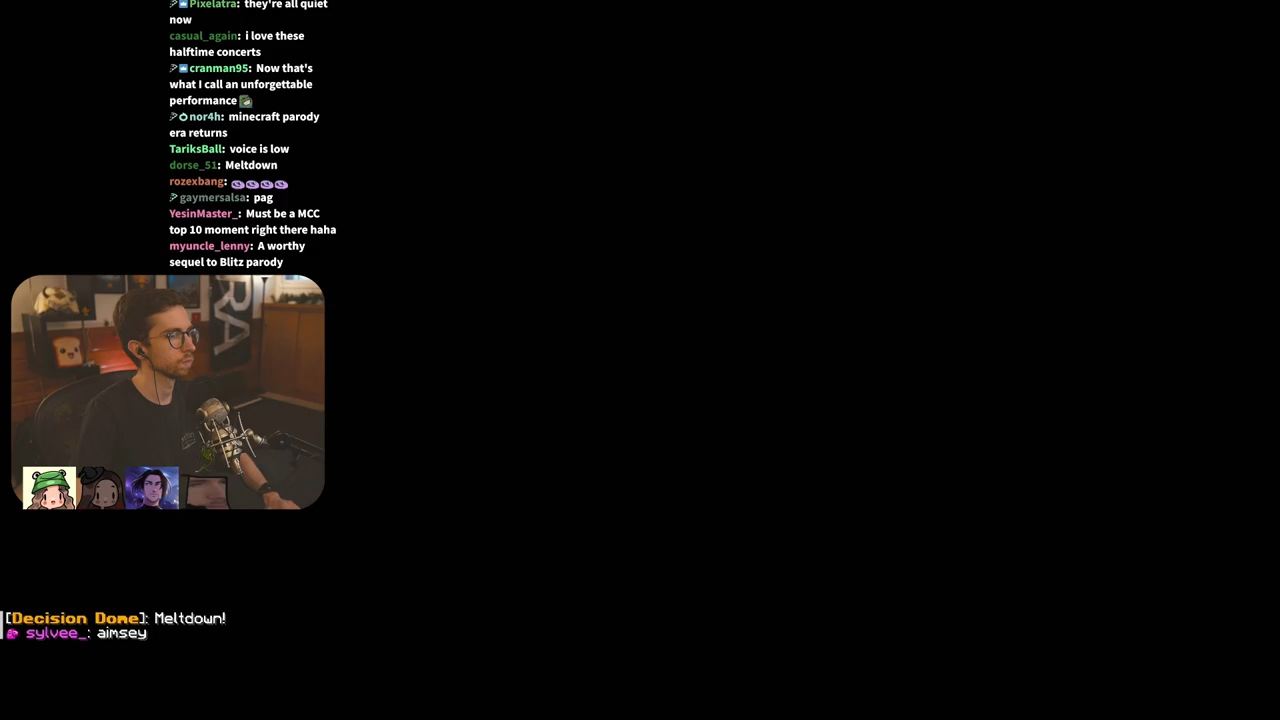 Pixelatra: they're all quiet
now
casual_again: i love these
halftime concerts
cranman95: Now that's
what I call an unforgettable
performance
nor4h: minecraft parody
era returns
TariksBall: voice is low
dorse_51: Meltdown
rozexbang:
gaymersalsa: pag
YesinMaster_: Must be a MCC
top 10 moment right there haha
myuncle_lenny: A worthy
sequel to Blitz parody
RA
[Decision Dome]: Meltdown!
sylvee_: aimsey